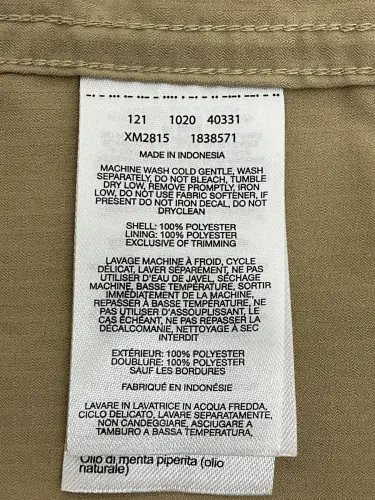 121 1020 40331
XM2815 1838571
MADE IN INDONESIA
MACHINE WASH COLD GENTLE, WASH
SEPARATELY, DO NOT BLEACH, TUMBLE
DRY LOW, REMOVE PROMPTLY, IRON
LOW, DO NOT USE FABRIC SOFTENER, IF
PRESENT DO NOT IRON DECAL, DO NOT
DRYCLEAN
SHELL: 100% POLYESTER
LINING: 100% POLYESTER
EXCLUSIVE OF TRIMMING
LAVAGE MACHINE À FROID, CYCLE
DÉLICAT, LAVER SÉPARÉMENT, NE PAS
UTILISER D'EAU DE JAVEL, SÉCHAGE
MACHINE, BASSE TEMPÉRATURE, SORTIR
IMMÉDIATEMENT DE LA MACHINE,
REPASSER À BASSE TEMPÉRATURE, NE
PAS UTILISER D'ASSOUPLISSANT, LE
CAS ÉCHÉANT, NE PAS REPASSER LA
DÉCALCOMANIE, NETTOYAGE A SEC
INTERDIT
EXTÉRIEUR: 100% POLYESTER
DOUBLURE: 100% POLYESTER
SAUF LES BORDURES
FABRIQUÉ EN INDONÉSIE
LAVARE IN LAVATRICE IN ACQUA FREDDA,
CICLO DELICATO, LAVARE SEPARATAMENTE,
NON CANDEGGIARE, ASCIUGARE A
TAMBURO A BASSA TEMPERATURA,
Olio di menta piperita (olio
naturale)